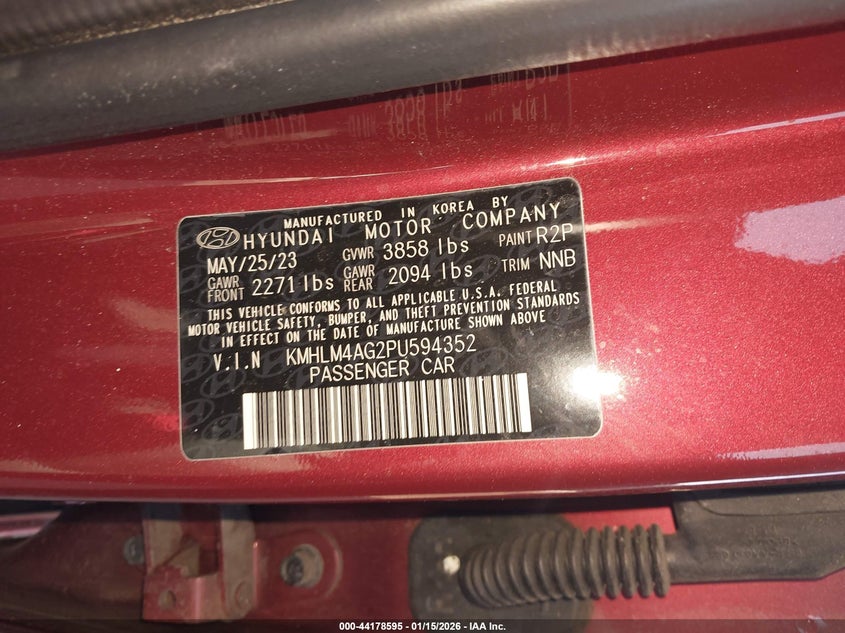 MANUFACTURED IN KOREA BY
HYUNDAI MOTOR COMPANY
MAY/25/23 GVWR 3858 lbs PAINT R2P
GAWR FRONT 2271 lbs GAWR REAR 2094 lbs TRIM NNB
THIS VEHICLE CONFORMS TO ALL APPLICABLE U.S.A. FEDERAL
MOTOR VEHICLE SAFETY, BUMPER, AND THEFT PREVENTION STANDARDS
IN EFFECT ON THE DATE OF MANUFACTURE SHOWN ABOVE
V.I.N KMHLM4AG2PU594352
PASSENGER CAR
000-44178595 - 01/15/2026 - IAA Inc.